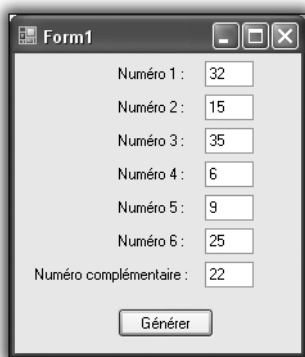 Form1
Numéro 1 : 32
Numéro 2 : 15
Numéro 3 : 35
Numéro 4 : 6
Numéro 5 : 9
Numéro 6 : 25
Numéro complémentaire : 22
Générer